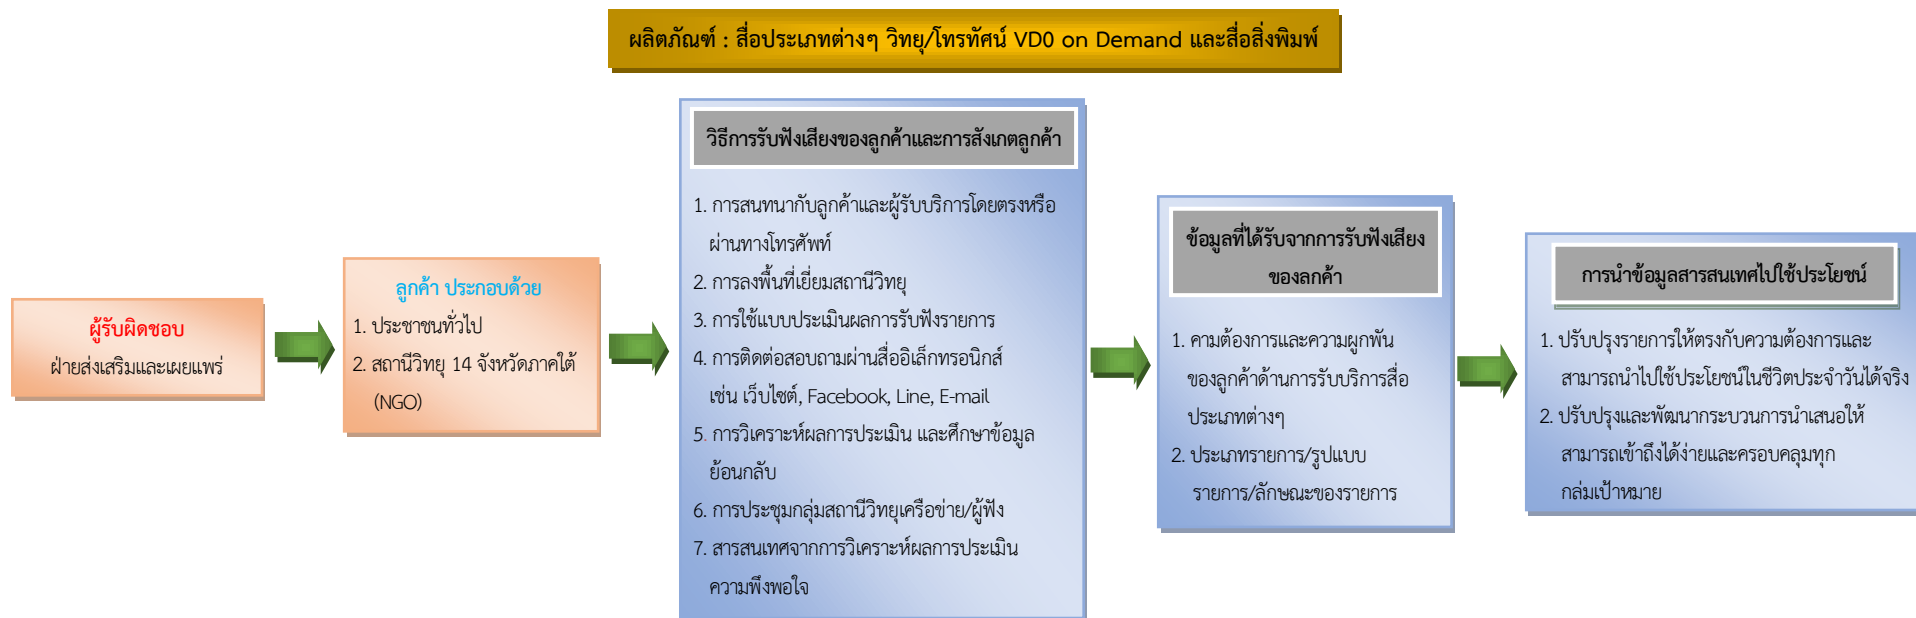 ผลิตภัณฑ์ : สื่อประเภทต่างๆ วิทยุ/โทรทัศน์ VD0 on Demand และสื่อสิ่งพิมพ์
ผู้รับผิดชอบ
ฝ่ายส่งเสริมและเผยแพร่
ลูกค้า ประกอบด้วย
1. ประชาชนทั่วไป
2. สถานีวิทยุ 14 จังหวัดภาคใต้
(NGO)
วิธีการรับฟังเสียงของลูกค้าและการสังเกตลูกค้า
1. การสนทนากับลูกค้าและผู้รับบริการโดยตรงหรือ
ผ่านทางโทรศัพท์
2. การลงพื้นที่เยี่ยมสถานีวิทยุ
3. การใช้แบบประเมินผลการรับฟังรายการ
4. การติดต่อสอบถามผ่านสื่ออิเล็กทรอนิกส์
เช่น เว็บไซต์, Facebook, Line, E-mail
5. การวิเคราะห์ผลการประเมิน และศึกษาข้อมูล
ย้อนกลับ
6. การประชุมกลุ่มสถานีวิทยุเครือข่าย/ผู้ฟัง
7. สารสนเทศจากการวิเคราะห์ผลการประเมิน
ความพึงพอใจ
ข้อมูลที่ได้รับจากการรับฟังเสียง
ของลูกค้า
1. คามต้องการและความผูกพัน
ของลูกค้าด้านการรับบริการสื่อ
ประเภทต่างๆ
2. ประเภทรายการ/รูปแบบ
รายการ/ลักษณะของรายการ
การนำข้อมูลสารสนเทศไปใช้ประโยชน์
1. ปรับปรุงรายการให้ตรงกับความต้องการและ
สามารถนำไปใช้ประโยชน์ในชีวิตประจำวันได้จริง
2. ปรับปรุงและพัฒนากระบวนการนำเสนอให้
สามารถเข้าถึงได้ง่ายและครอบคลุมทุก
กลุ่มเป้าหมาย